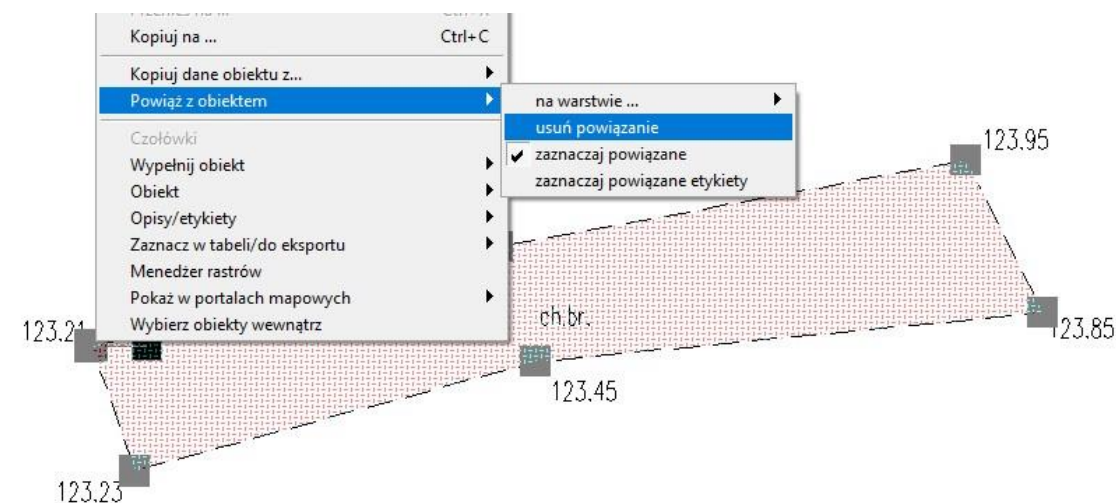 Kopiuj na ... Ctrl+C
Kopiuj dane obiektu z...
Powiąż z obiektem
Czołówki
Wypełnij obiekt
Obiekt
Opisy/etykiety
Zaznacz w tabeli/do eksportu
Menedżer rastrów
Pokaż w portalach mapowych
Wybierz obiekty wewnątrz
na warstwie ...
usuń powiązanie
zaznaczaj powiązane
zaznaczaj powiązane etykiety
123.95
123.21
ch.br.
123.85
123.45
123.23